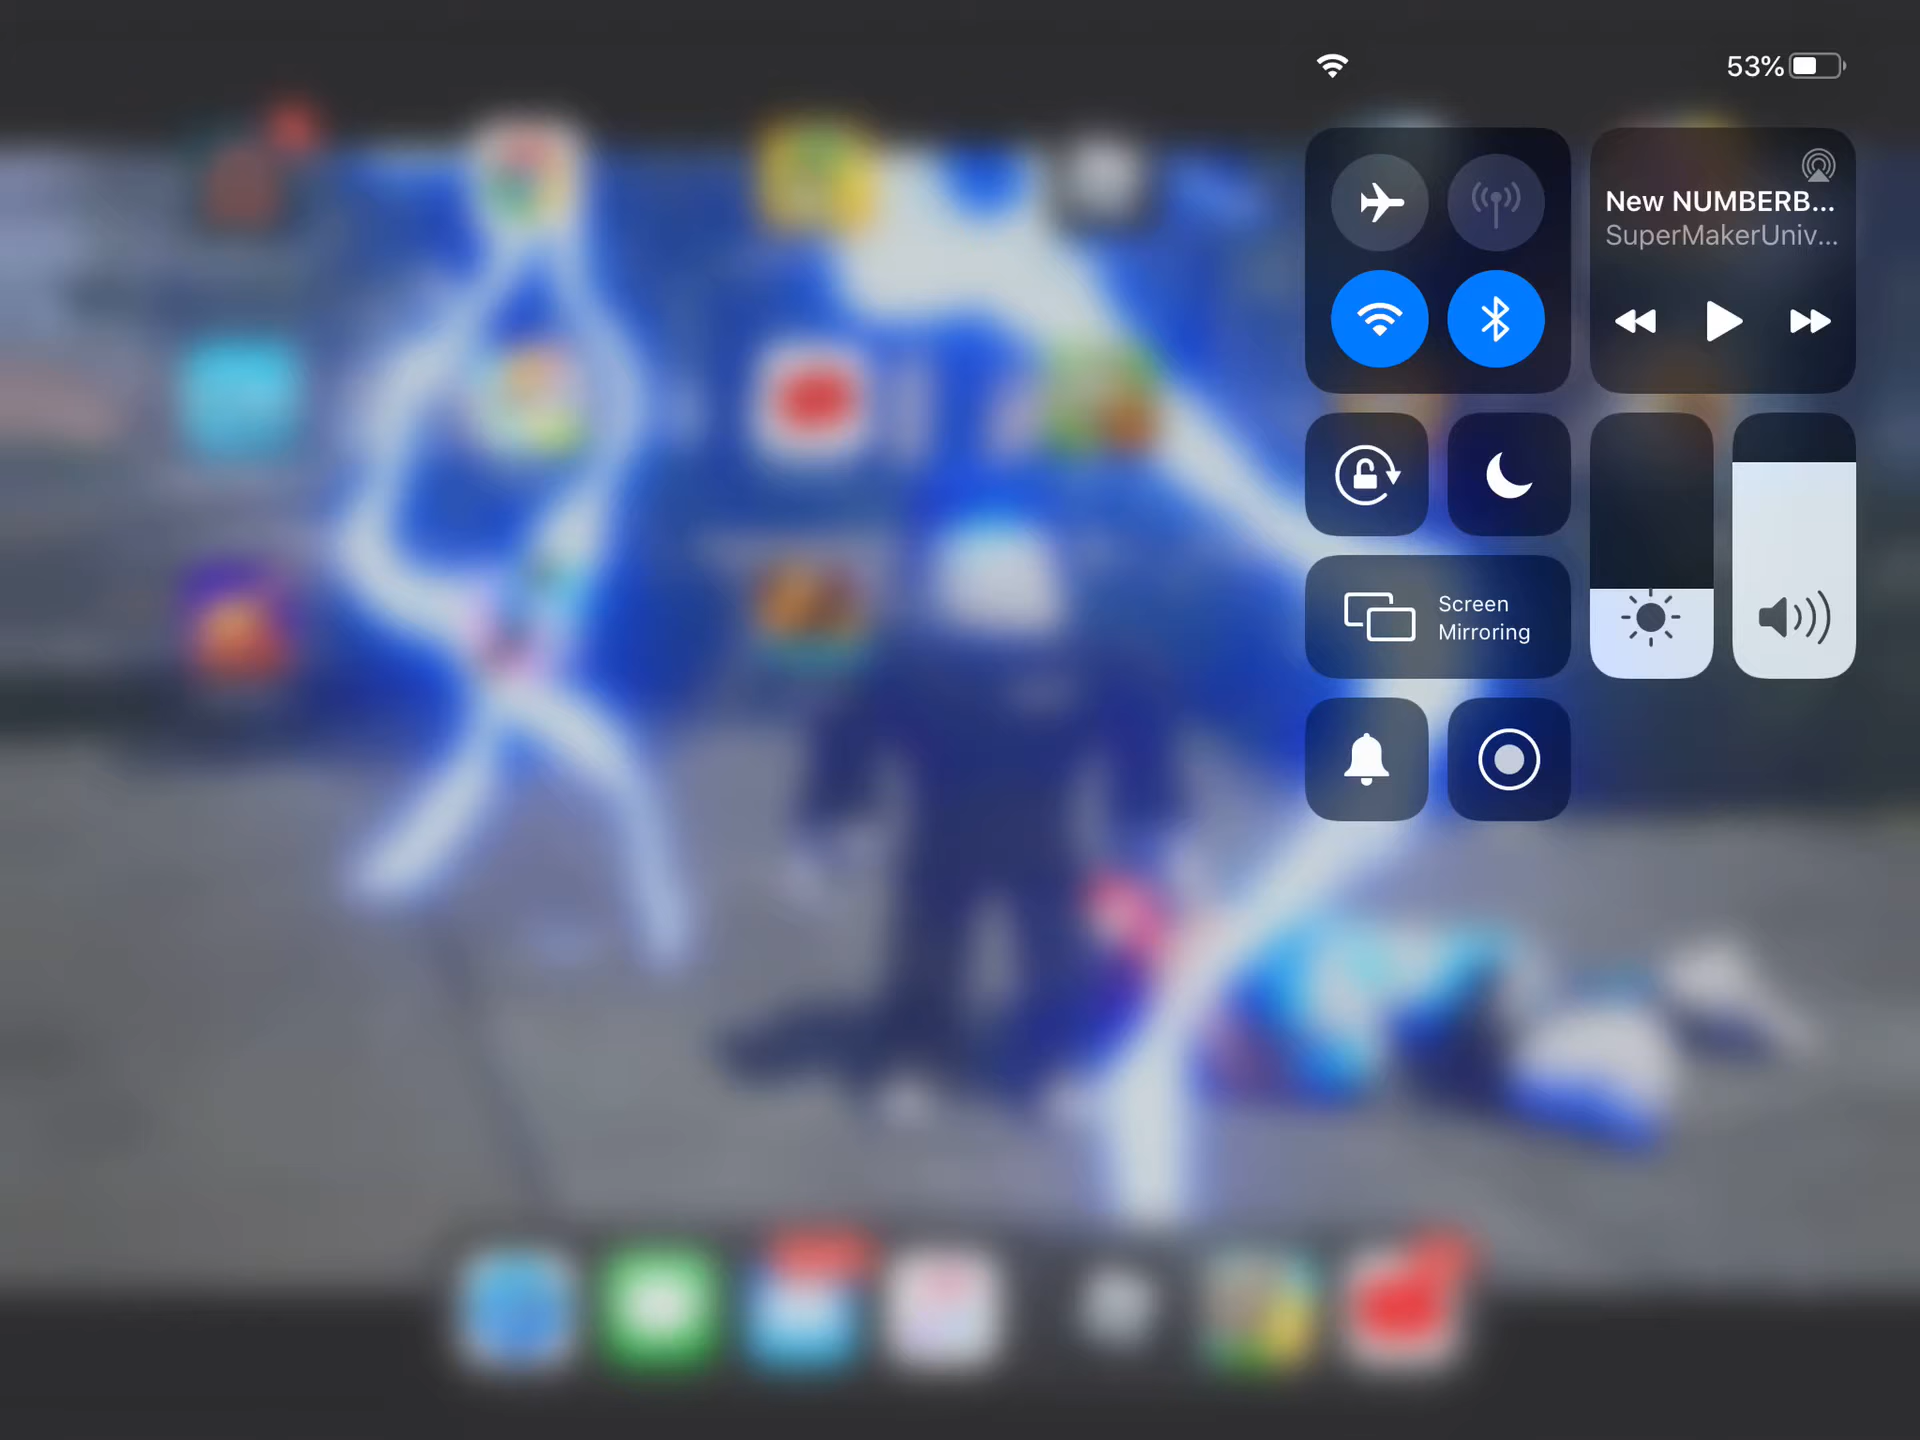 53%
New NUMBERB...
SuperMakerUniv...
Screen
Mirroring